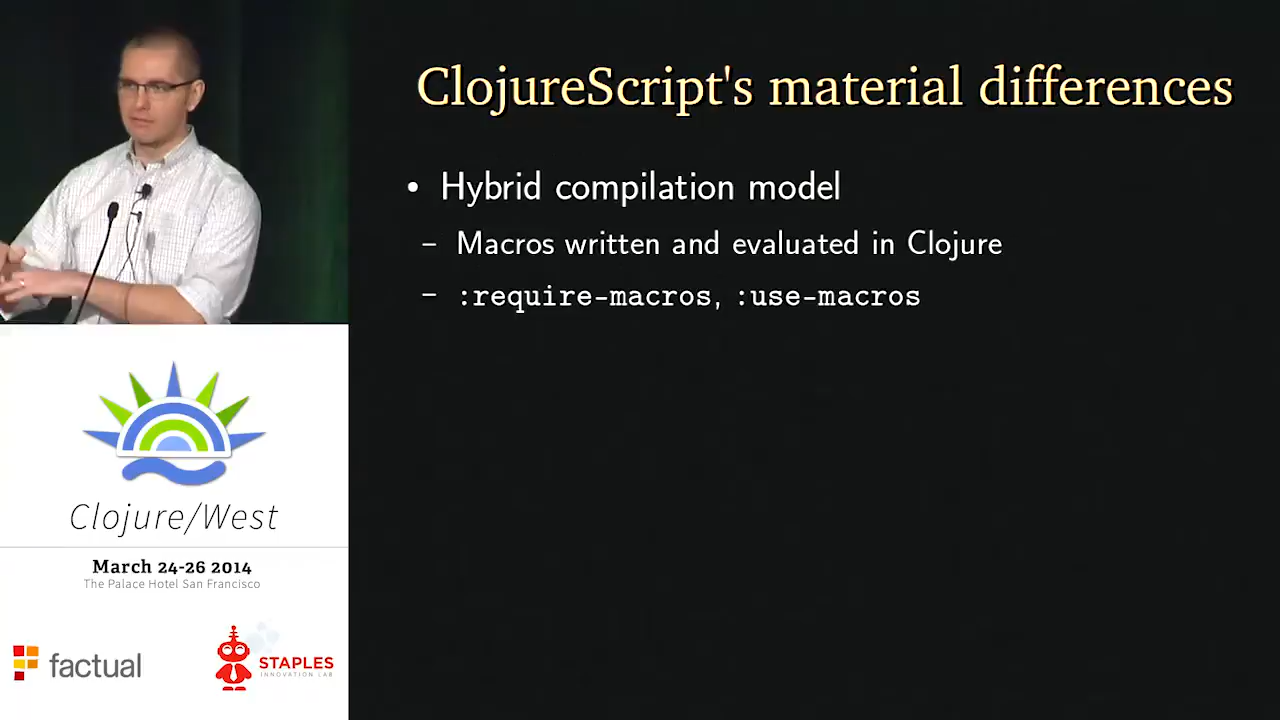 ClojureScript's material differences
• Hybrid compilation model
– Macros written and evaluated in Clojure
– :require-macros, :use-macros
Clojure/West
March 24-26 2014
The Palace Hotel San Francisco
factual
STAPLES
INNOVATION LAB